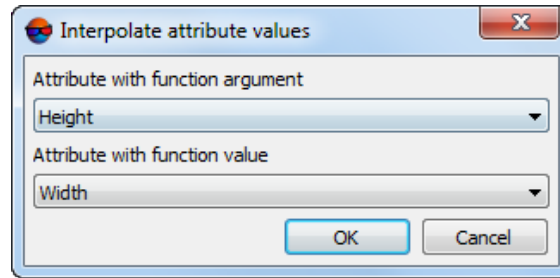 Interpolate attribute values
Attribute with function argument
Height
Attribute with function value
Width
OK Cancel